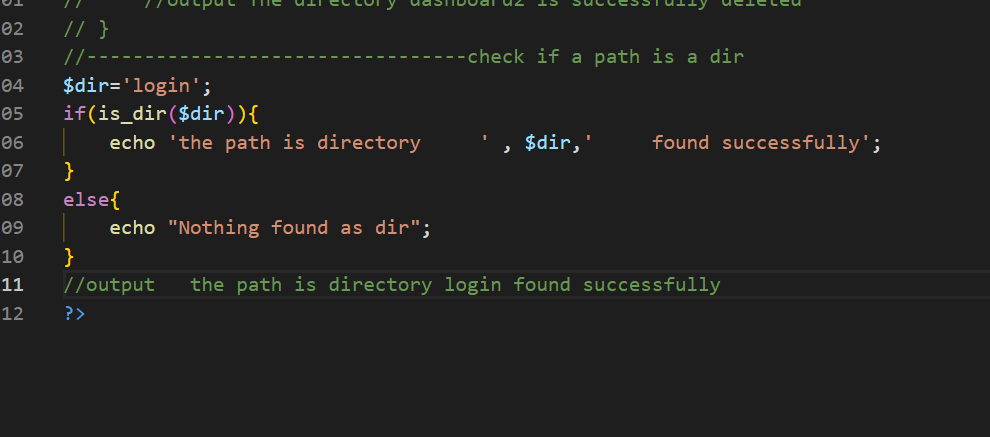 01 // //output The directory dashboard2 is successfully deleted
02 // }
03 //---------------------------------check if a path is a dir
04 $dir='login';
05 if(is_dir($dir)){
06     echo 'the path is directory     ' , $dir,'     found successfully';
07 }
08 else{
09     echo "Nothing found as dir";
10 }
11 //output   the path is directory login found successfully
12 ?>